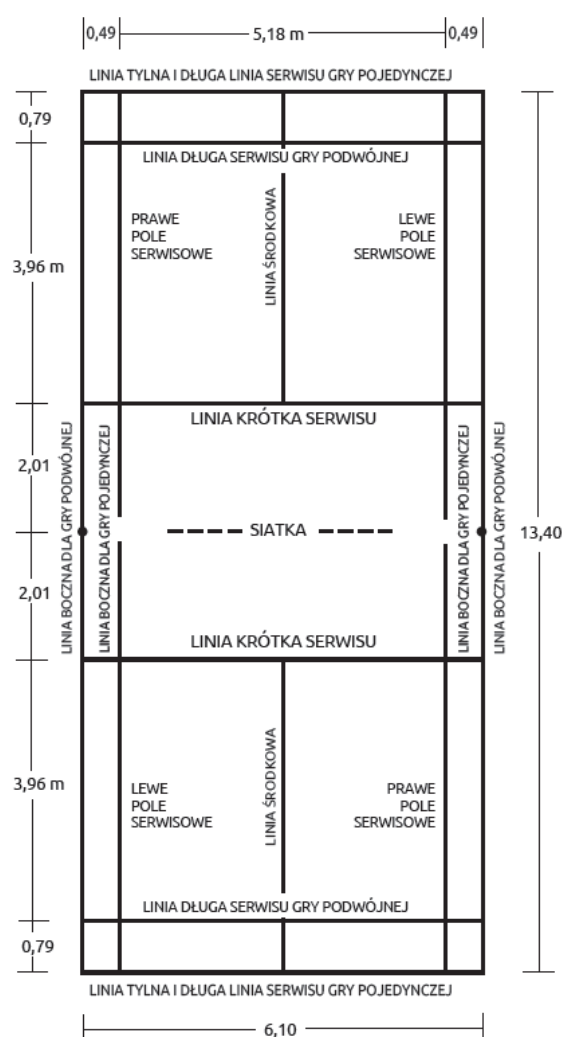 0,49
5,18 m
0,49
LINIA TYLNA I DŁUGA LINIA SERWISU GRY POJEDYNCZEJ
0,79
LINIA DŁUGA SERWISU GRY PODWÓJNEJ
PRAWE
POLE
SERWISOWE
LINIA ŚRODKOWA
LEWE
POLE
SERWISOWE
3,96 m
LINIA KRÓTKA SERWISU
2,01
LINIA BOCZNA DLA GRY PODWÓJNEJ
LINIA BOCZNA DLA GRY POJEDYNCZEJ
SIATKA
LINIA BOCZNA DLA GRY POJEDYNCZEJ
LINIA BOCZNA DLA GRY PODWÓJNEJ
13,40
2,01
LINIA KRÓTKA SERWISU
3,96 m
LEWE
POLE
SERWISOWE
LINIA ŚRODKOWA
PRAWE
POLE
SERWISOWE
LINIA DŁUGA SERWISU GRY PODWÓJNEJ
0,79
LINIA TYLNA I DŁUGA LINIA SERWISU GRY POJEDYNCZEJ
6,10